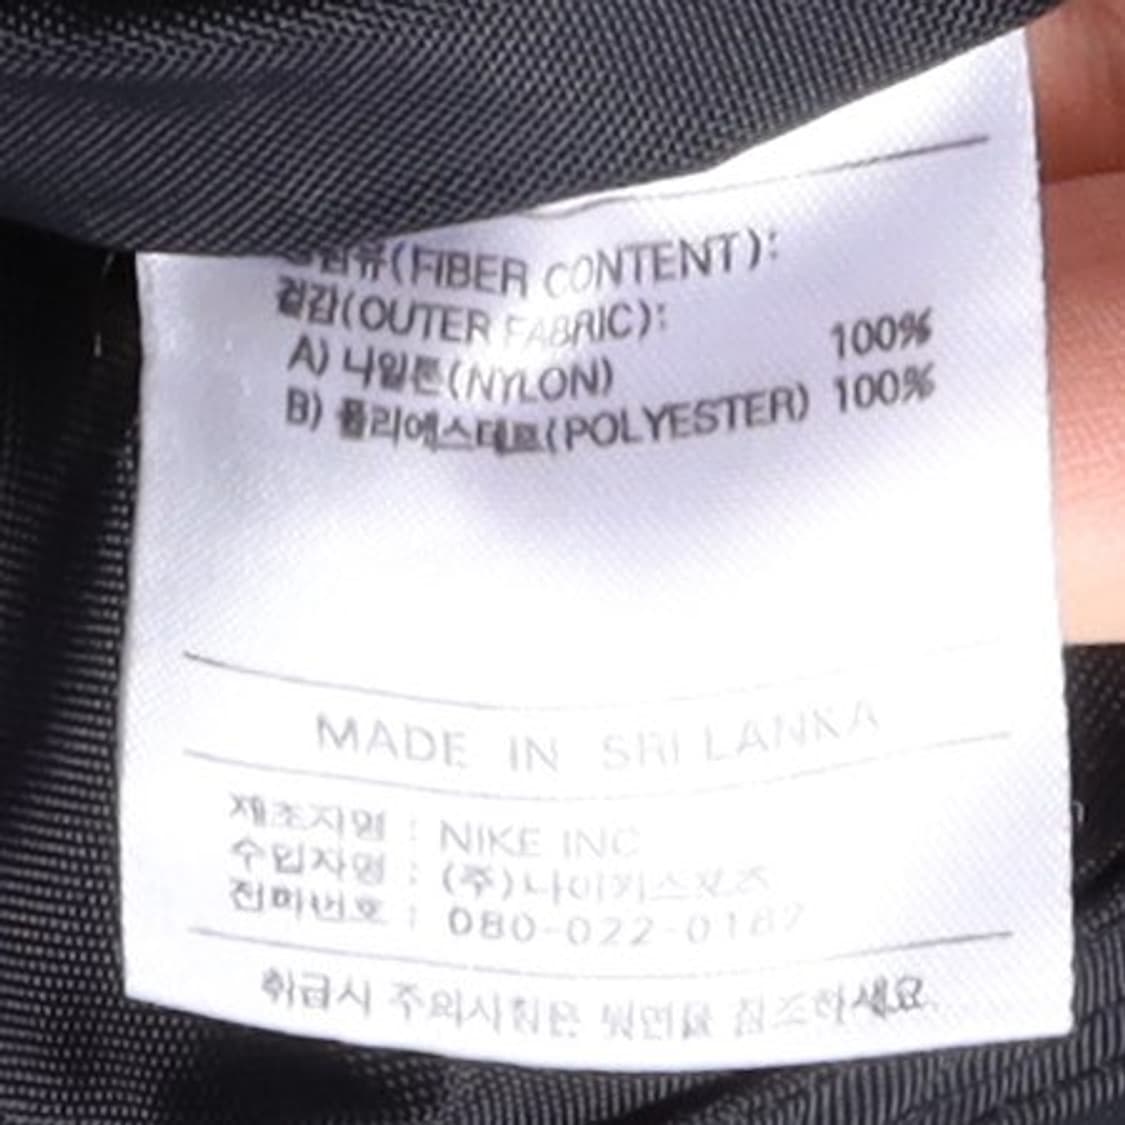 (FIBER CONTENT):
겉감(OUTER FABRIC):
A) 나일론(NYLON) 100%
B) 폴리에스테르(POLYESTER) 100%
MADE IN SRI LANKA
제조자명 : NIKE INC
수입자명 : (주)나이키스포츠
전화번호 : 080-022-0182
취급시 주의사항은 뒷면을 참조하세요.